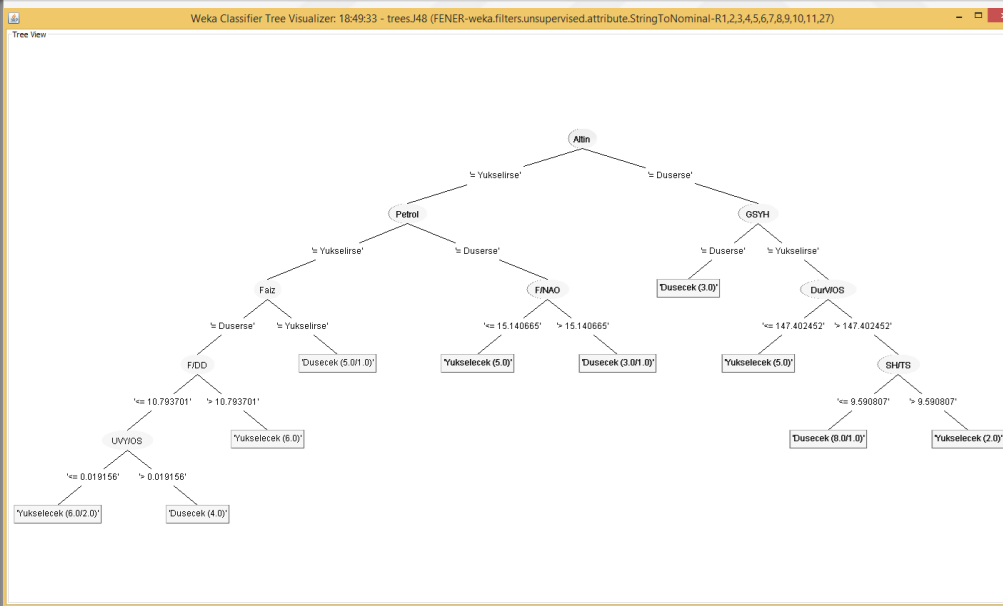 Weka Classifier Tree Visualizer: 18:49:33 - trees.J48 (FENER-weka.filters.unsupervised.attribute.StringToNominal-R1,2,3,4,5,6,7,8,9,10,11,27)
Tree View
Altin
'= Yukselirse' '= Duserse'
Petrol GSYH
'= Yukselirse' '= Duserse' '= Duserse' '= Yukselirse'
Faiz F/NAO 'Dusecek (3.0)' DurV/OS
'= Duserse' '= Yukselirse' '<= 15.140665' '> 15.140665' '<= 147.402452' '> 147.402452'
F/DD 'Dusecek (5.0/1.0)' 'Yukselecek (5.0)' 'Dusecek (3.0/1.0)' 'Yukselecek (5.0)' SH/TS
'<= 10.793701' '> 10.793701' '<= 9.590807' '> 9.590807'
UVY/OS 'Yukselecek (6.0)' 'Dusecek (8.0/1.0)' 'Yukselecek (2.0)'
'<= 0.019156' '> 0.019156'
'Yukselecek (6.0/2.0)' 'Dusecek (4.0)'